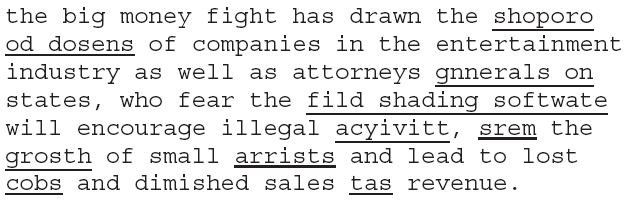 the big money fight has drawn the shoporo
od dosens of companies in the entertainment
industry as well as attorneys gnnerals on
states, who fear the fild shading softwate
will encourage illegal acyivitt, srem the
grosth of small arrists and lead to lost
cobs and dimished sales tas revenue.